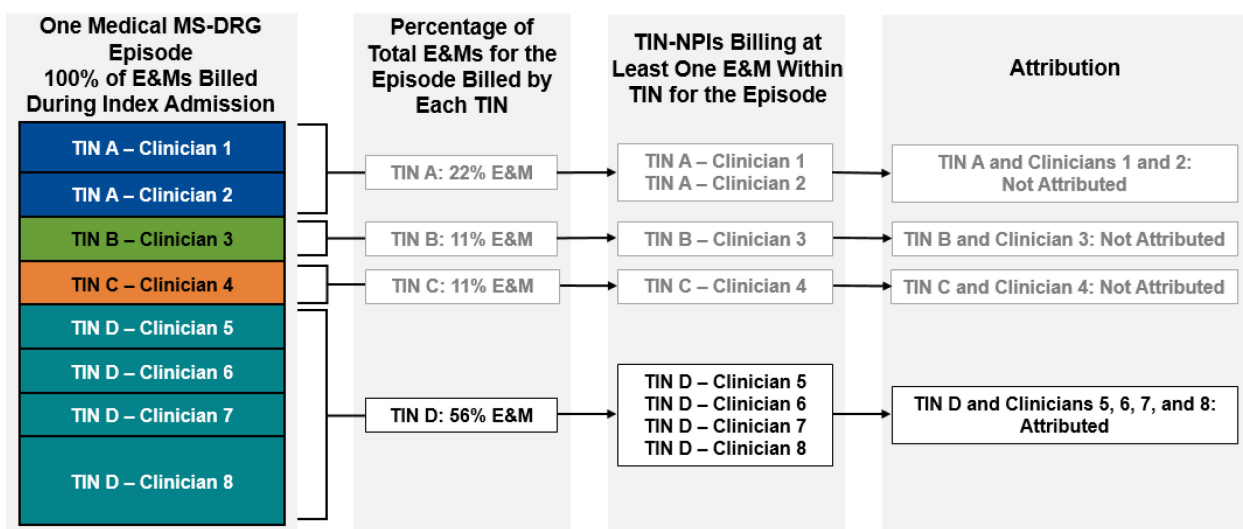 One Medical MS-DRG
Episode
100% of E&Ms Billed
During Index Admission
TIN A – Clinician 1
TIN A – Clinician 2
TIN B – Clinician 3
TIN C – Clinician 4
TIN D – Clinician 5
TIN D – Clinician 6
TIN D – Clinician 7
TIN D – Clinician 8
Percentage of
Total E&Ms for the
Episode Billed by
Each TIN
TIN A: 22% E&M
TIN B: 11% E&M
TIN C: 11% E&M
TIN D: 56% E&M
TIN-NPIs Billing at
Least One E&M Within
TIN for the Episode
TIN A – Clinician 1
TIN A – Clinician 2
TIN B – Clinician 3
TIN C – Clinician 4
TIN D – Clinician 5
TIN D – Clinician 6
TIN D – Clinician 7
TIN D – Clinician 8
Attribution
TIN A and Clinicians 1 and 2:
Not Attributed
TIN B and Clinician 3: Not Attributed
TIN C and Clinician 4: Not Attributed
TIN D and Clinicians 5, 6, 7, and 8:
Attributed